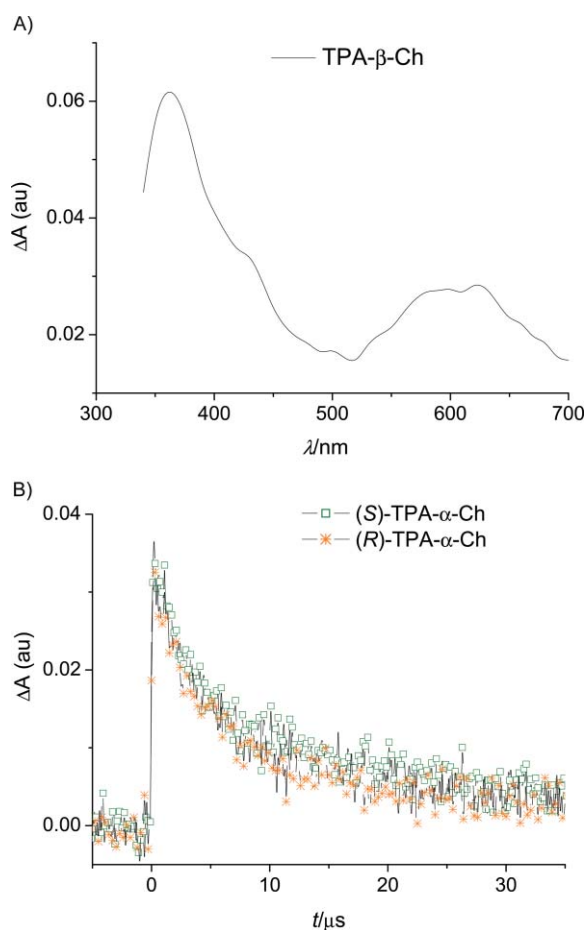 A)
TPA-β-Ch
0.06
0.04
0.02
ΔA (au)
300 400 500 600 700
λ/nm
B)
(S)-TPA-α-Ch
(R)-TPA-α-Ch
0.04
0.02
0.00
ΔA (au)
0 10 20 30
t/μs